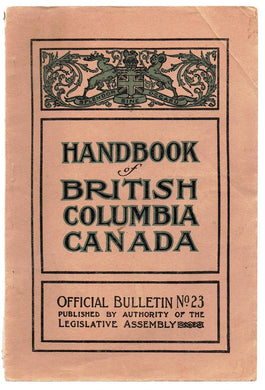 HANDBOOK
of
BRITISH
COLUMBIA
CANADA
OFFICIAL BULLETIN No 23
PUBLISHED BY AUTHORITY OF THE
LEGISLATIVE ASSEMBLY